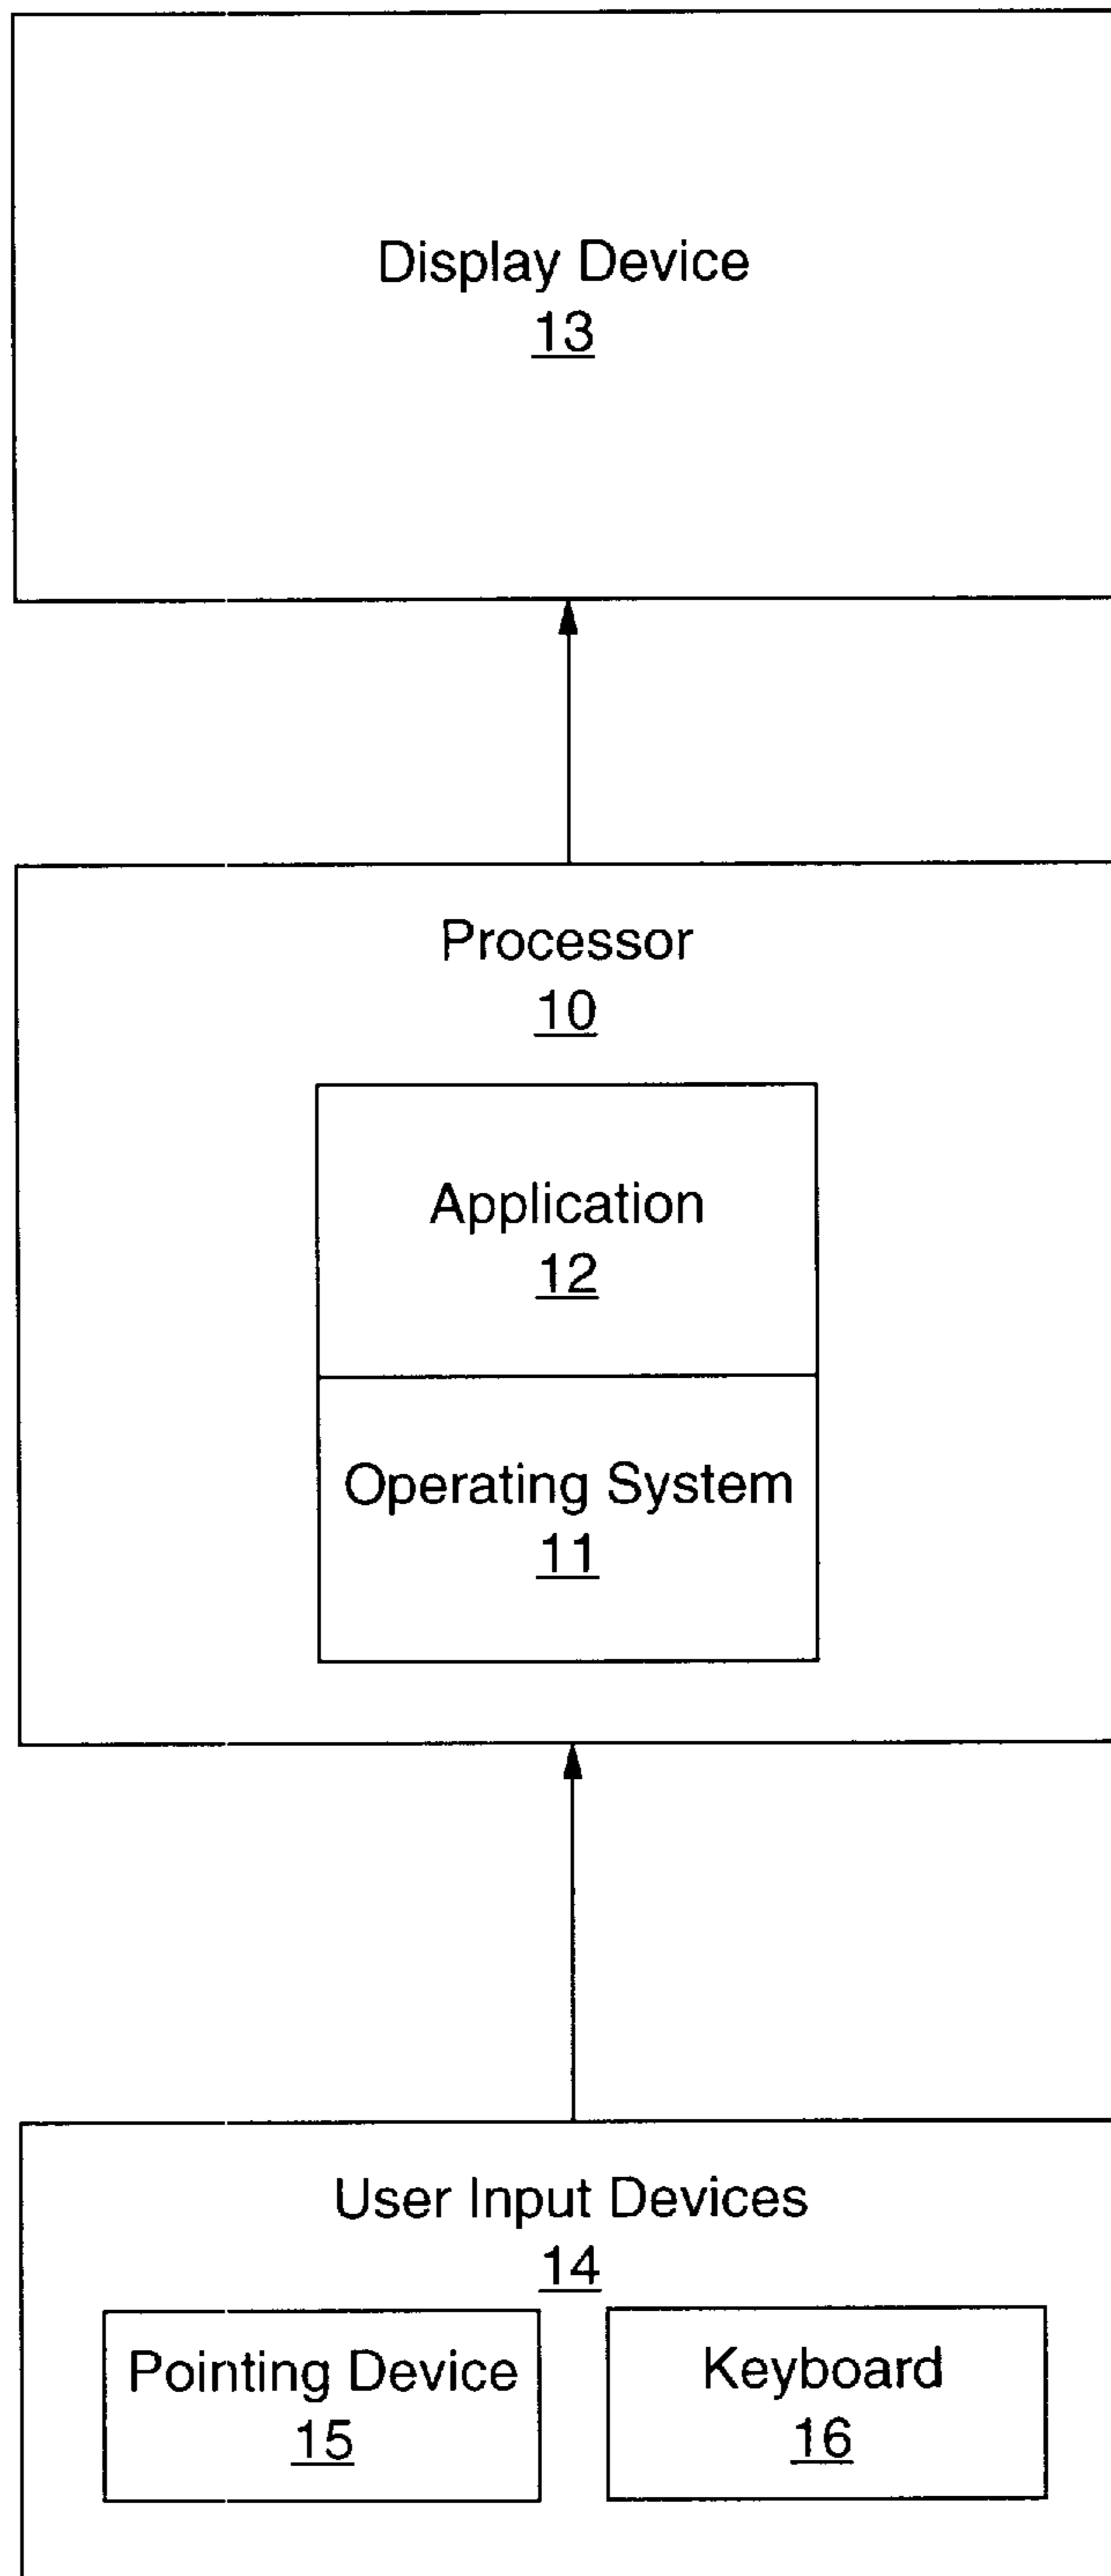 Display Device
13
Processor
10
Application
12
Operating System
11
User Input Devices
14
Pointing Device
15
Keyboard
16